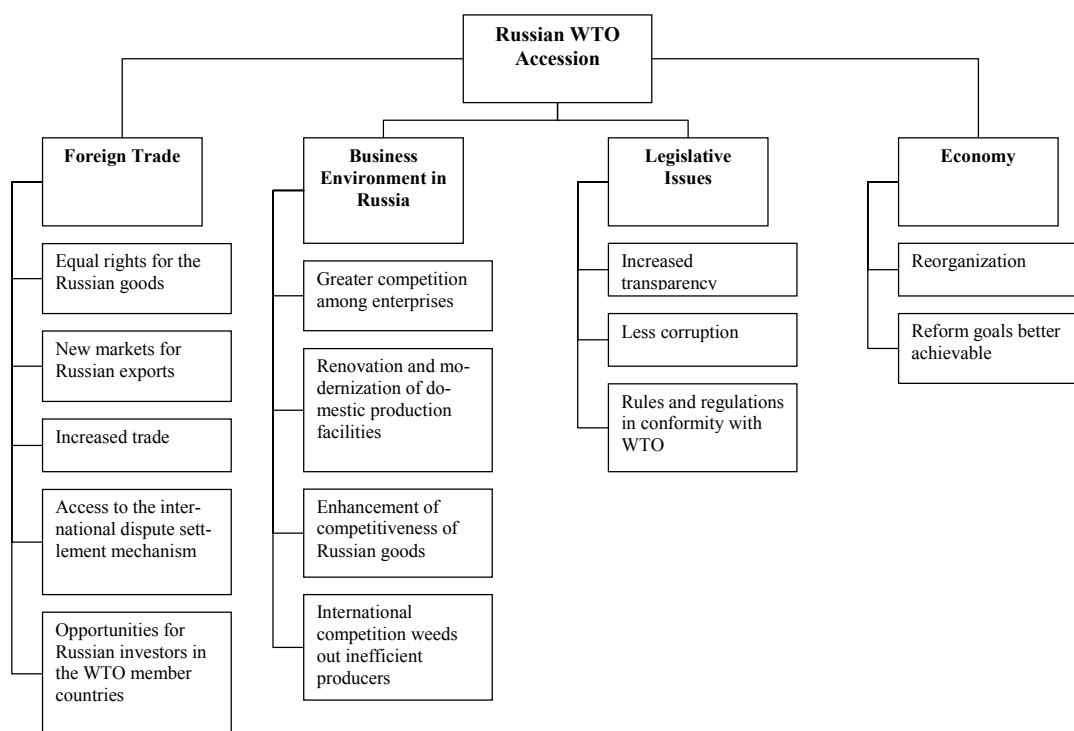 Russian WTO
Accession
Foreign Trade
Equal rights for the
Russian goods
New markets for
Russian exports
Increased trade
Access to the inter-
national dispute sett-
lement mechanism
Opportunities for
Russian investors in
the WTO member
countries
Business
Environment in
Russia
Greater competition
among enterprises
Renovation and mo-
dernization of do-
mestic production
facilities
Enhancement of
competitiveness of
Russian goods
International
competition weeds
out inefficient
producers
Legislative
Issues
Increased
transparency
Less corruption
Rules and regulations
in conformity with
WTO
Economy
Reorganization
Reform goals better
achievable